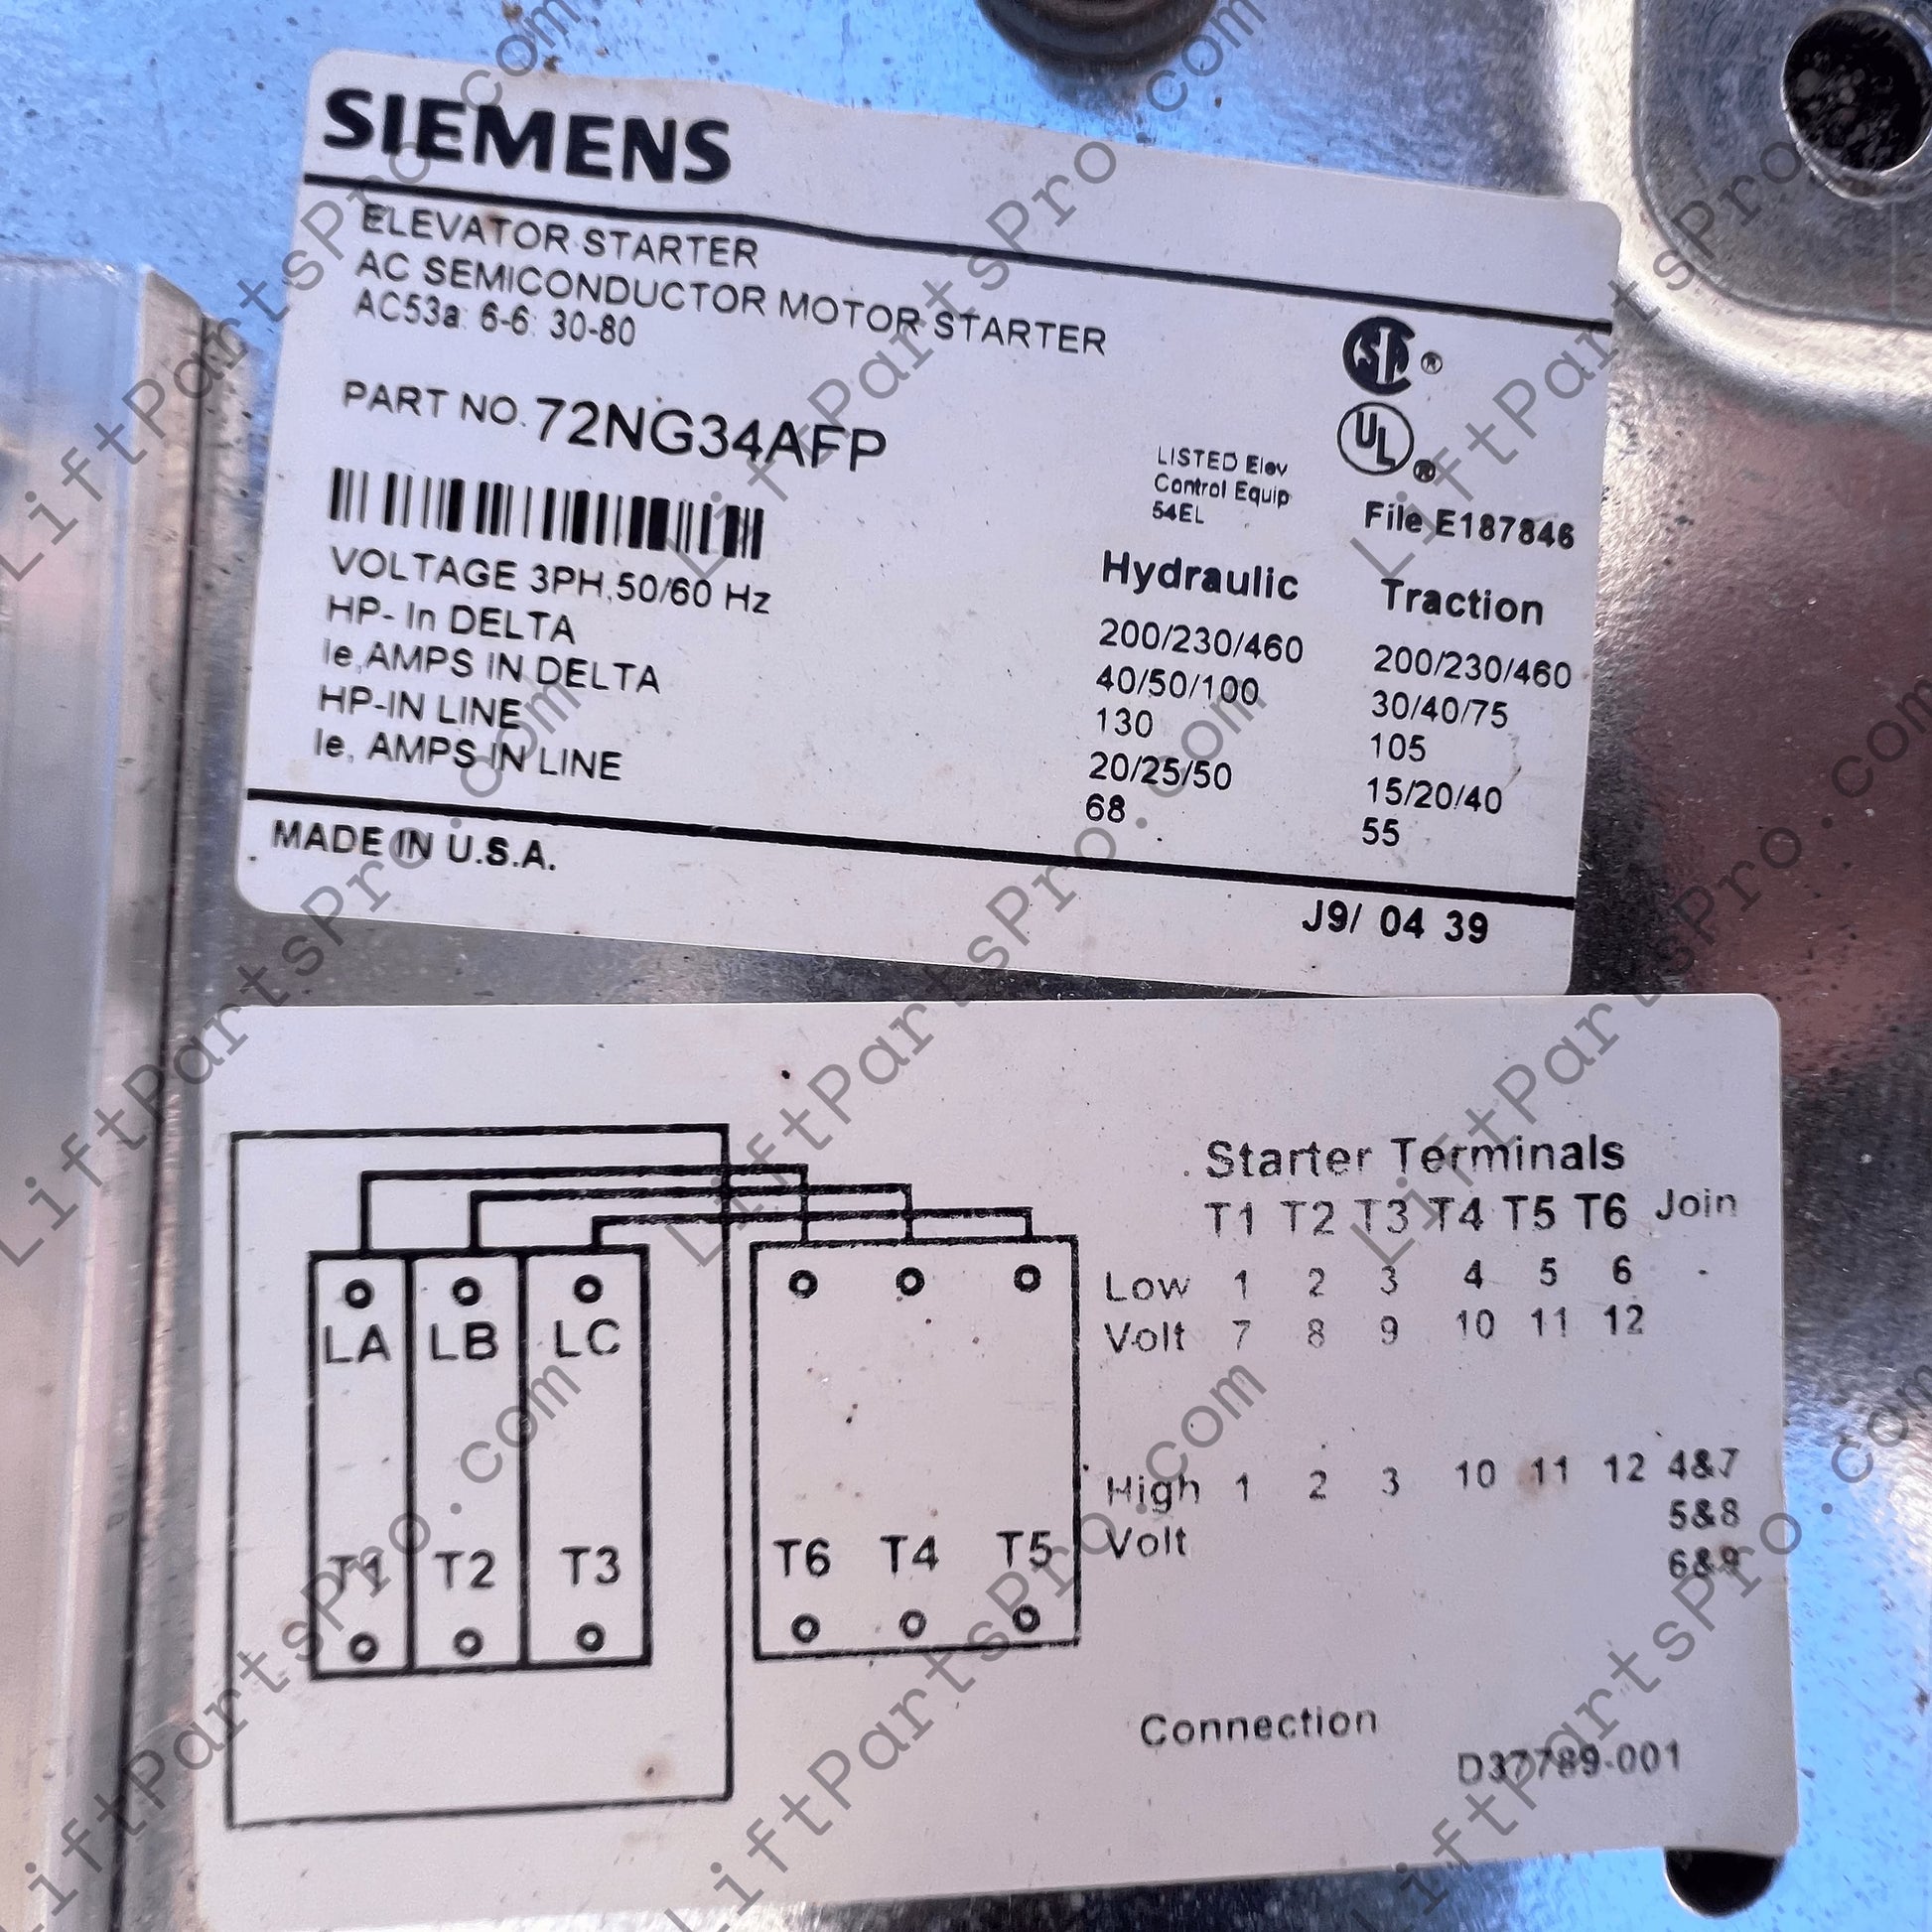 SIEMENS
ELEVATOR STARTER
AC SEMICONDUCTOR MOTOR STARTER
AC53a: 6-6: 30-80
PART NO. 72NG34AFP
LISTED Elev
Control Equip
54EL
SA ®
UL ®
File E187846
Hydraulic Traction
VOLTAGE 3PH, 50/60 Hz 200/230/460 200/230/460
HP- In DELTA 40/50/100 30/40/75
Ie, AMPS IN DELTA 130 105
HP-IN LINE 20/25/50 15/20/40
Ie, AMPS IN LINE 68 55
MADE IN U.S.A.
J9/ 04 39
Starter Terminals
T1 T2 T3 T4 T5 T6 Join
Low 1 2 3 4 5 6 -
Volt 7 8 9 10 11 12
High 1 2 3 10 11 12 4&7
Volt 5&8
6&9
LA LB LC
T1 T2 T3 T6 T4 T5
Connection
D37789-001
LiftPartsPro.com